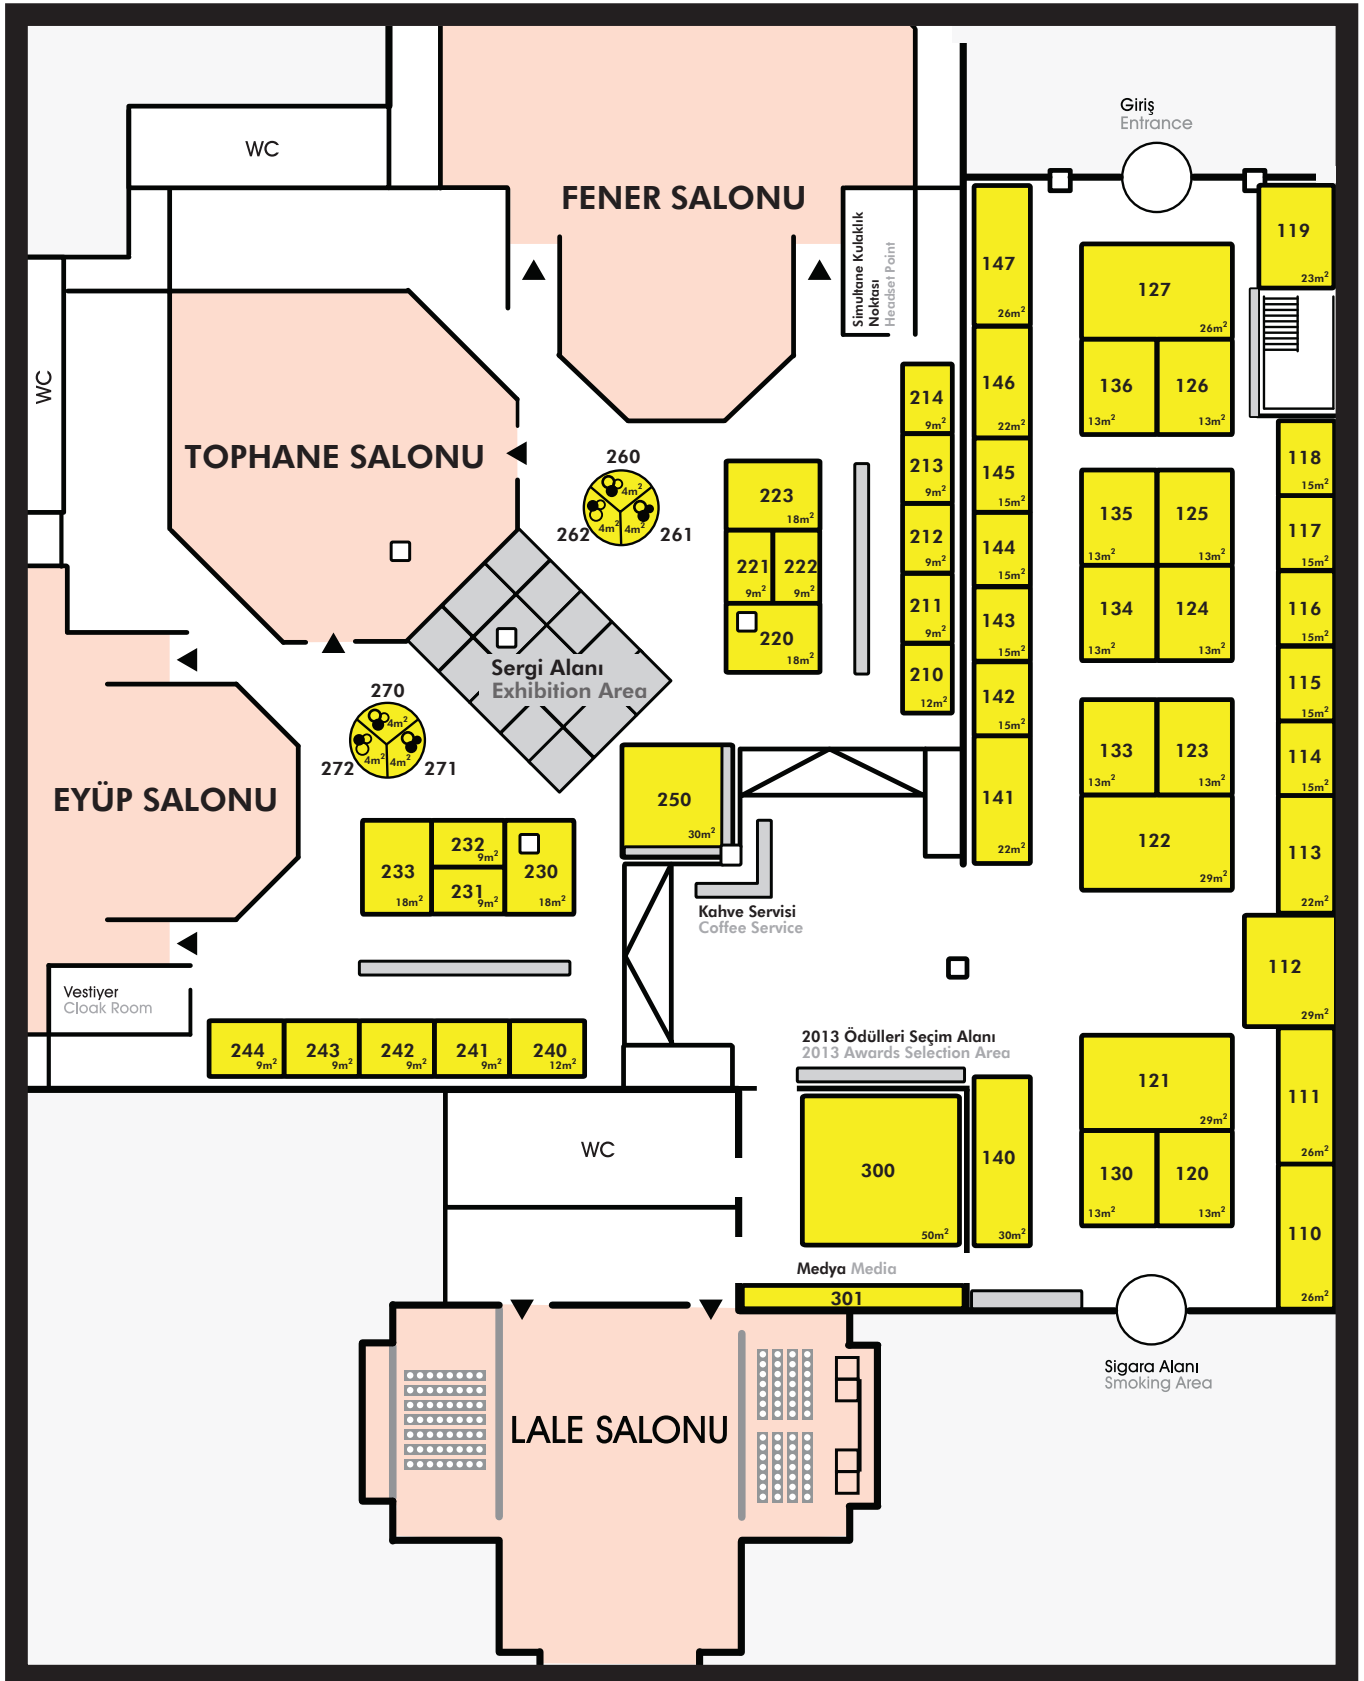 Giriş
Entrance
WC
FENER SALONU
Simultane Kulaklık
Noktası
Headset Point
119
23m²
147
26m²
127
26m²
WC
146
22m²
136
13m²
126
13m²
214
9m²
TOPHANE SALONU
260
4m²
4m²
4m²
262
261
223
18m²
213
9m²
145
15m²
135
13m²
125
13m²
118
15m²
221
9m²
222
9m²
212
9m²
144
15m²
117
15m²
220
18m²
211
9m²
143
15m²
134
13m²
124
13m²
116
15m²
Sergi Alanı
Exhibition Area
210
12m²
142
15m²
115
15m²
270
4m²
4m²
4m²
272
271
133
13m²
123
13m²
114
15m²
EYÜP SALONU
250
30m²
141
22m²
122
29m²
113
22m²
233
18m²
232
9m²
231
9m²
230
18m²
Kahve Servisi
Coffee Service
112
29m²
Vestiyer
Cloak Room
244
9m²
243
9m²
242
9m²
241
9m²
240
12m²
2013 Ödülleri Seçim Alanı
2013 Awards Selection Area
121
29m²
111
26m²
WC
300
50m²
140
30m²
130
13m²
120
13m²
110
26m²
Medya Media
301
Sigara Alanı
Smoking Area
LALE SALONU